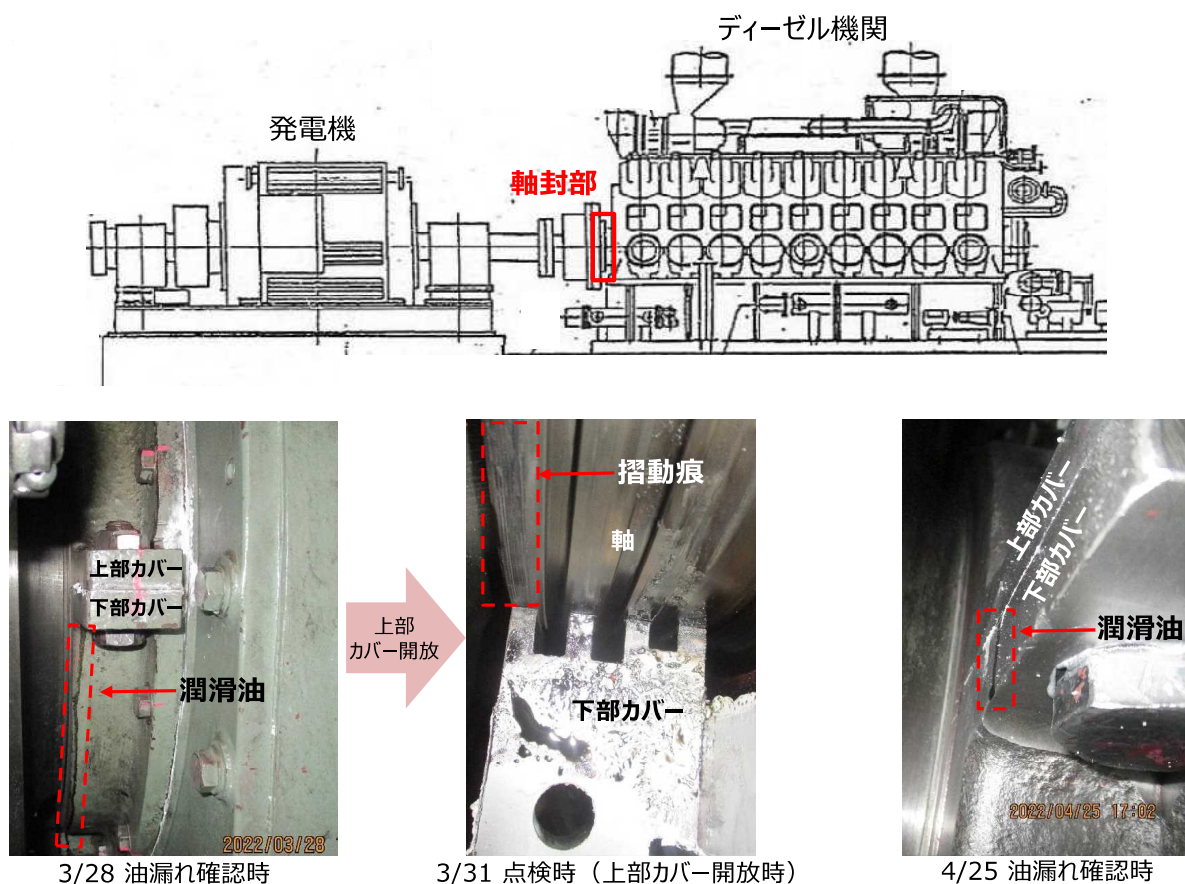 ディーゼル機関
発電機
軸封部
上部カバー
下部カバー
潤滑油
2022/03/28
3/28 油漏れ確認時
上部
カバー開放
摺動痕
軸
下部カバー
3/31 点検時（上部カバー開放時）
上部カバー
下部カバー
潤滑油
2022/04/25 17:02
4/25 油漏れ確認時